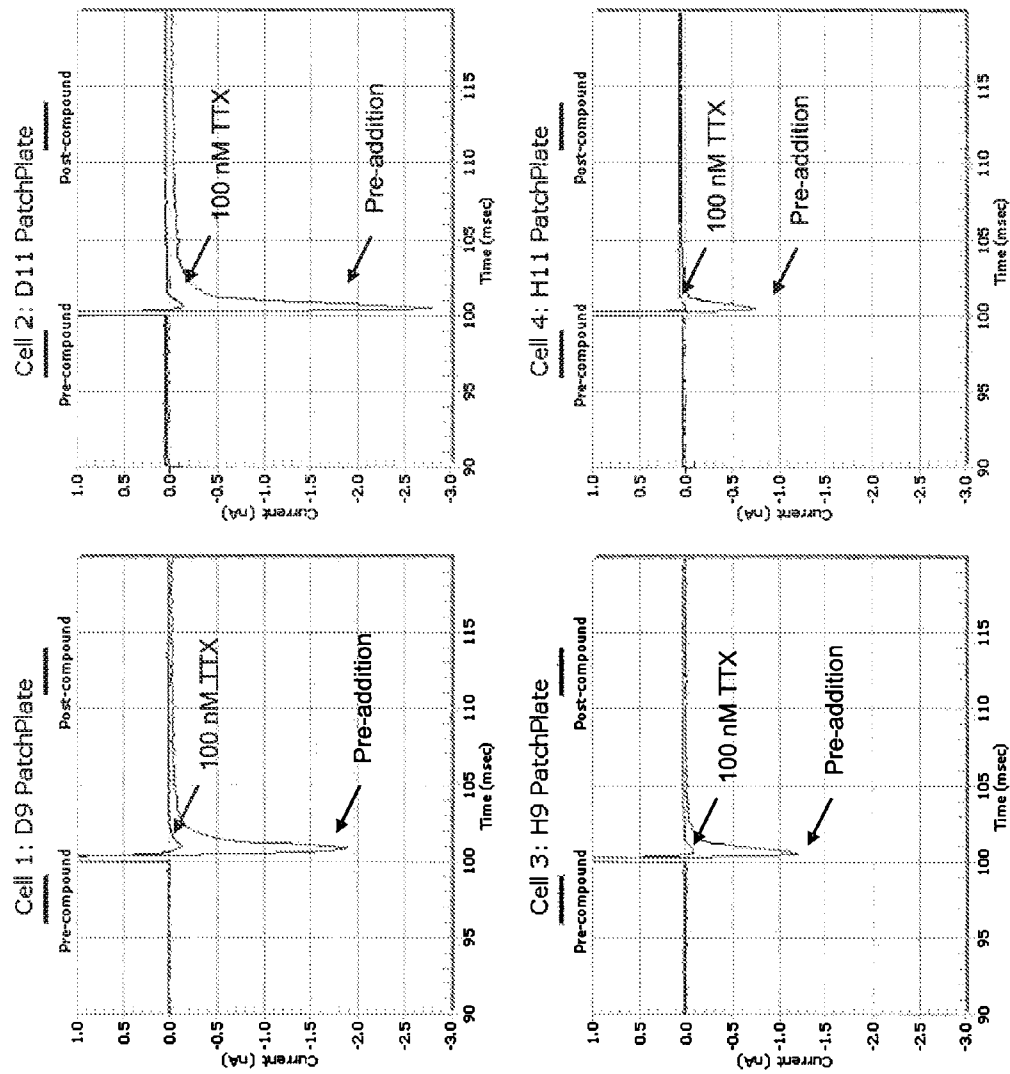 Cell 1: D9 PatchPlate
Pre-compound
Post-compound
1.0
0.5
0.0
-0.5
-1.0
-1.5
-2.0
-2.5
-3.0
Current (nA)
100 nM TTX
Pre-addition
90
95
100
105
110
115
Time (msec)
Cell 2: D11 PatchPlate
Pre-compound
Post-compound
1.0
0.5
0.0
-0.5
-1.0
-1.5
-2.0
-2.5
-3.0
Current (nA)
100 nM TTX
Pre-addition
90
95
100
105
110
115
Time (msec)
Cell 3: H9 PatchPlate
Pre-compound
Post-compound
1.0
0.5
0.0
-0.5
-1.0
-1.5
-2.0
-2.5
-3.0
Current (nA)
100 nM TTX
Pre-addition
90
95
100
105
110
115
Time (msec)
Cell 4: H11 PatchPlate
Pre-compound
Post-compound
1.0
0.5
0.0
-0.5
-1.0
-1.5
-2.0
-2.5
-3.0
Current (nA)
100 nM TTX
Pre-addition
90
95
100
105
110
115
Time (msec)